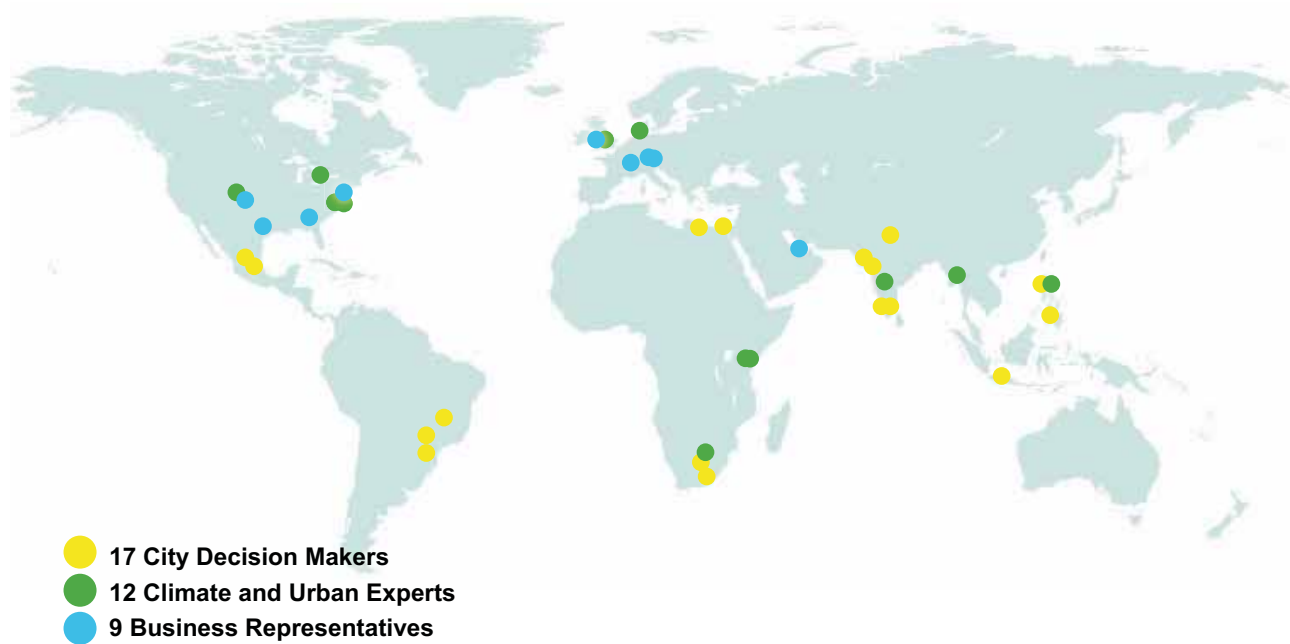 17 City Decision Makers
12 Climate and Urban Experts
9 Business Representatives